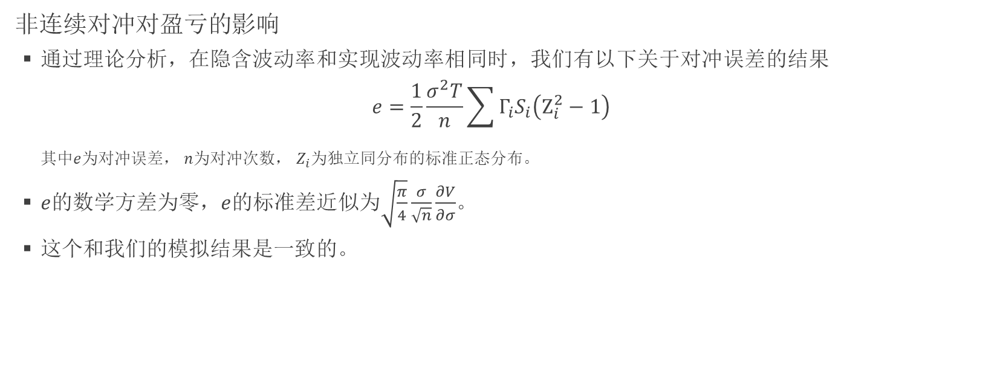 非连续对冲对盈亏的影响
▪ 通过理论分析，在隐含波动率和实现波动率相同时，我们有以下关于对冲误差的结果
$e = \frac{1}{2}\frac{\sigma^2 T}{n}\sum \Gamma_i S_i (Z_i^2 - 1)$
其中e为对冲误差， n为对冲次数， $Z_i$为独立同分布的标准正态分布。
▪ e的数学方差为零，e的标准差近似为$\sqrt{\frac{\pi}{4}}\frac{\sigma}{\sqrt{n}}\frac{\partial V}{\partial \sigma}$。
▪ 这个和我们的模拟结果是一致的。